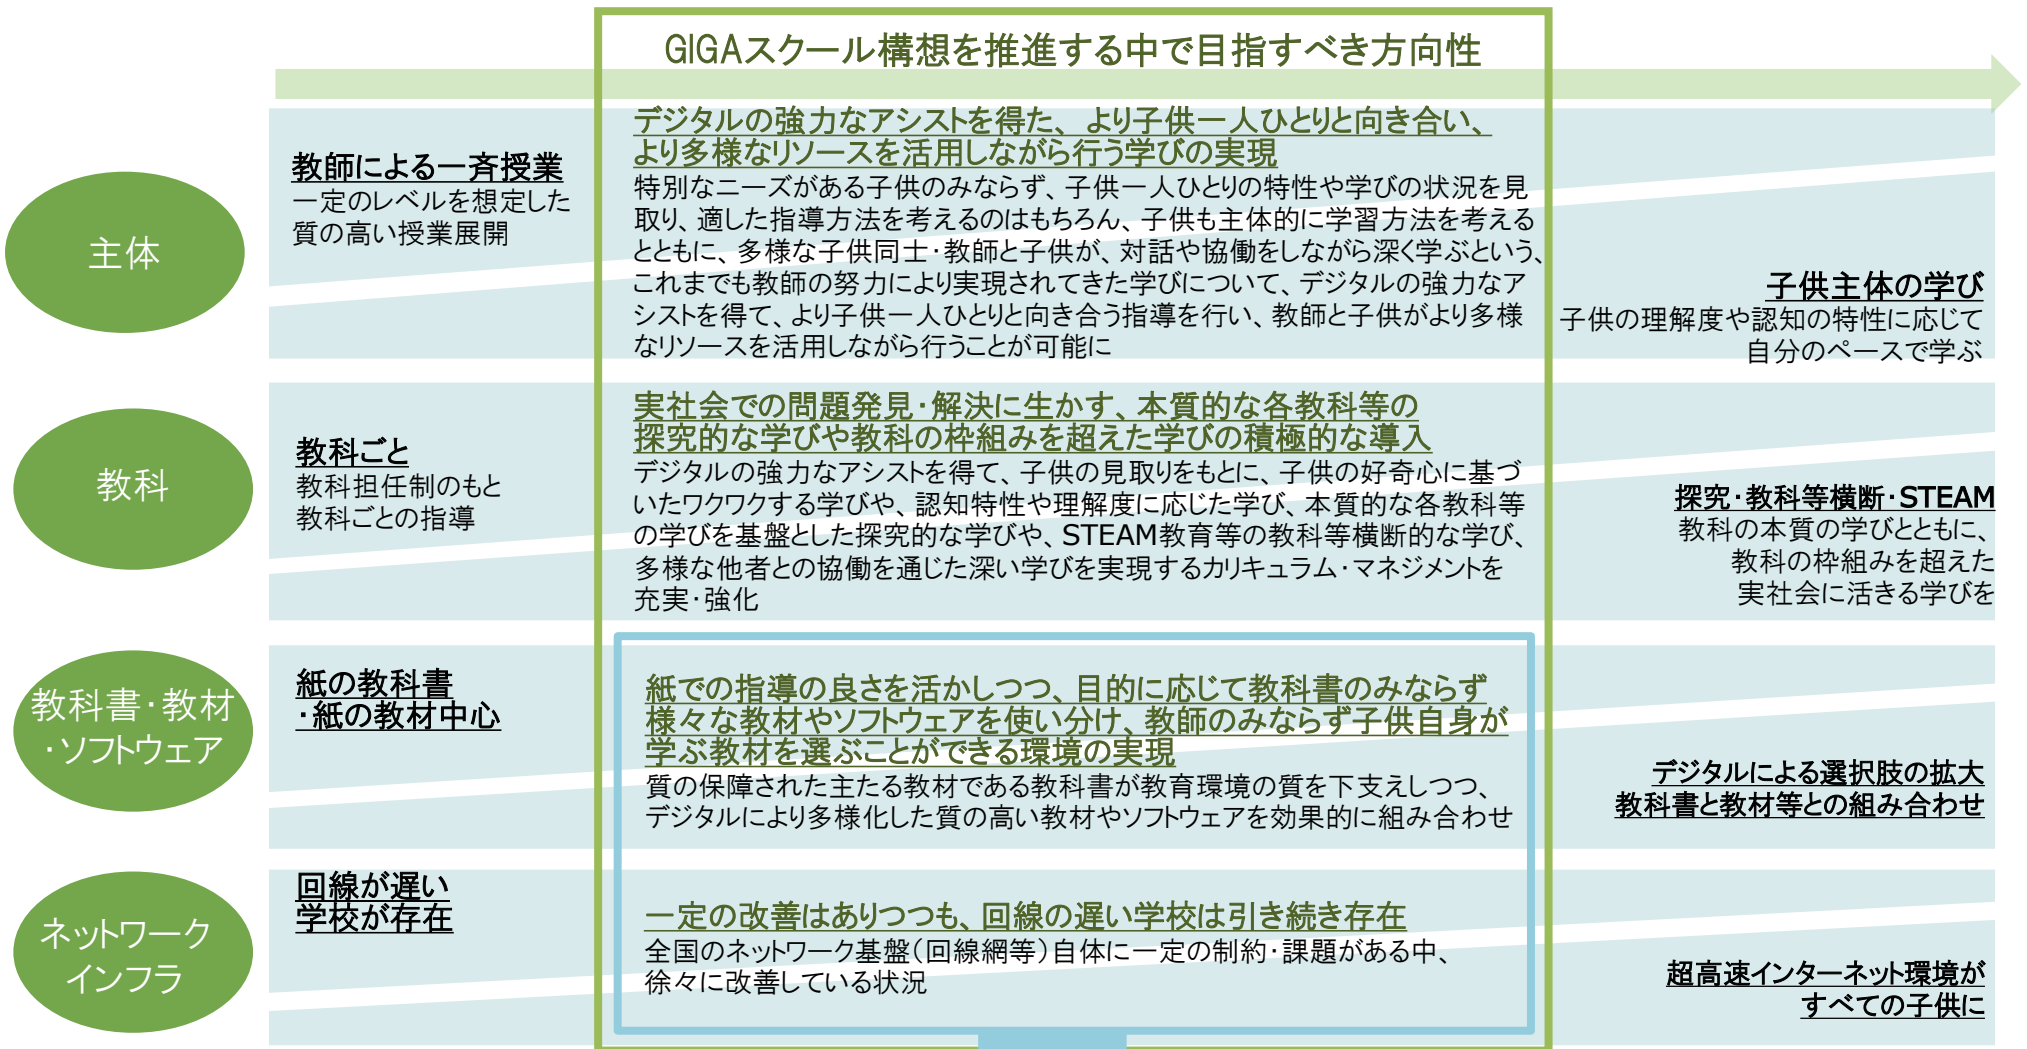 GIGAスクール構想を推進する中で目指すべき方向性
主体
教師による一斉授業
一定のレベルを想定した
質の高い授業展開
デジタルの強力なアシストを得た、より子供一人ひとりと向き合い、
より多様なリソースを活用しながら行う学びの実現
特別なニーズがある子供のみならず、子供一人ひとりの特性や学びの状況を見
取り、適した指導方法を考えるのはもちろん、子供も主体的に学習方法を考える
とともに、多様な子供同士・教師と子供が、対話や協働をしながら深く学ぶという、
これまでも教師の努力により実現されてきた学びについて、デジタルの強力なア
シストを得て、より子供一人ひとりと向き合う指導を行い、教師と子供がより多様
なリソースを活用しながら行うことが可能に
子供主体の学び
子供の理解度や認知の特性に応じて
自分のペースで学ぶ
教科
教科ごと
教科担任制のもと
教科ごとの指導
実社会での問題発見・解決に生かす、本質的な各教科等の
探究的な学びや教科の枠組みを超えた学びの積極的な導入
デジタルの強力なアシストを得て、子供の見取りをもとに、子供の好奇心に基づ
いたワクワクする学びや、認知特性や理解度に応じた学び、本質的な各教科等
の学びを基盤とした探究的な学びや、STEAM教育等の教科等横断的な学び、
多様な他者との協働を通じた深い学びを実現するカリキュラム・マネジメントを
充実・強化
探究・教科等横断・STEAM
教科の本質の学びとともに、
教科の枠組みを超えた
実社会に活きる学びを
教科書・教材
・ソフトウェア
紙の教科書
・紙の教材中心
紙での指導の良さを活かしつつ、目的に応じて教科書のみならず
様々な教材やソフトウェアを使い分け、教師のみならず子供自身が
学ぶ教材を選ぶことができる環境の実現
質の保障された主たる教材である教科書が教育環境の質を下支えしつつ、
デジタルにより多様化した質の高い教材やソフトウェアを効果的に組み合わせ
デジタルによる選択肢の拡大
教科書と教材等との組み合わせ
ネットワーク
インフラ
回線が遅い
学校が存在
一定の改善はありつつも、回線の遅い学校は引き続き存在
全国のネットワーク基盤（回線網等）自体に一定の制約・課題がある中、
徐々に改善している状況
超高速インターネット環境が
すべての子供に